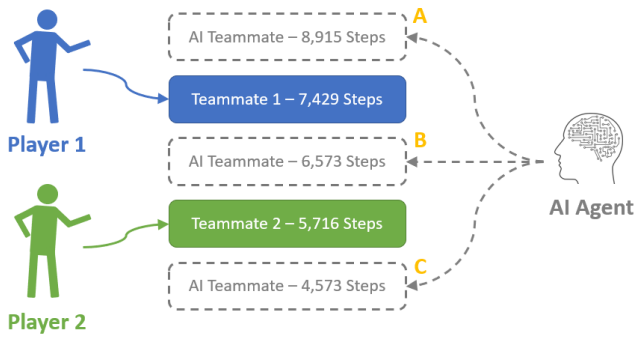 A
AI Teammate – 8,915 Steps
Teammate 1 – 7,429 Steps
Player 1
B
AI Teammate – 6,573 Steps
AI Agent
Teammate 2 – 5,716 Steps
C
AI Teammate – 4,573 Steps
Player 2